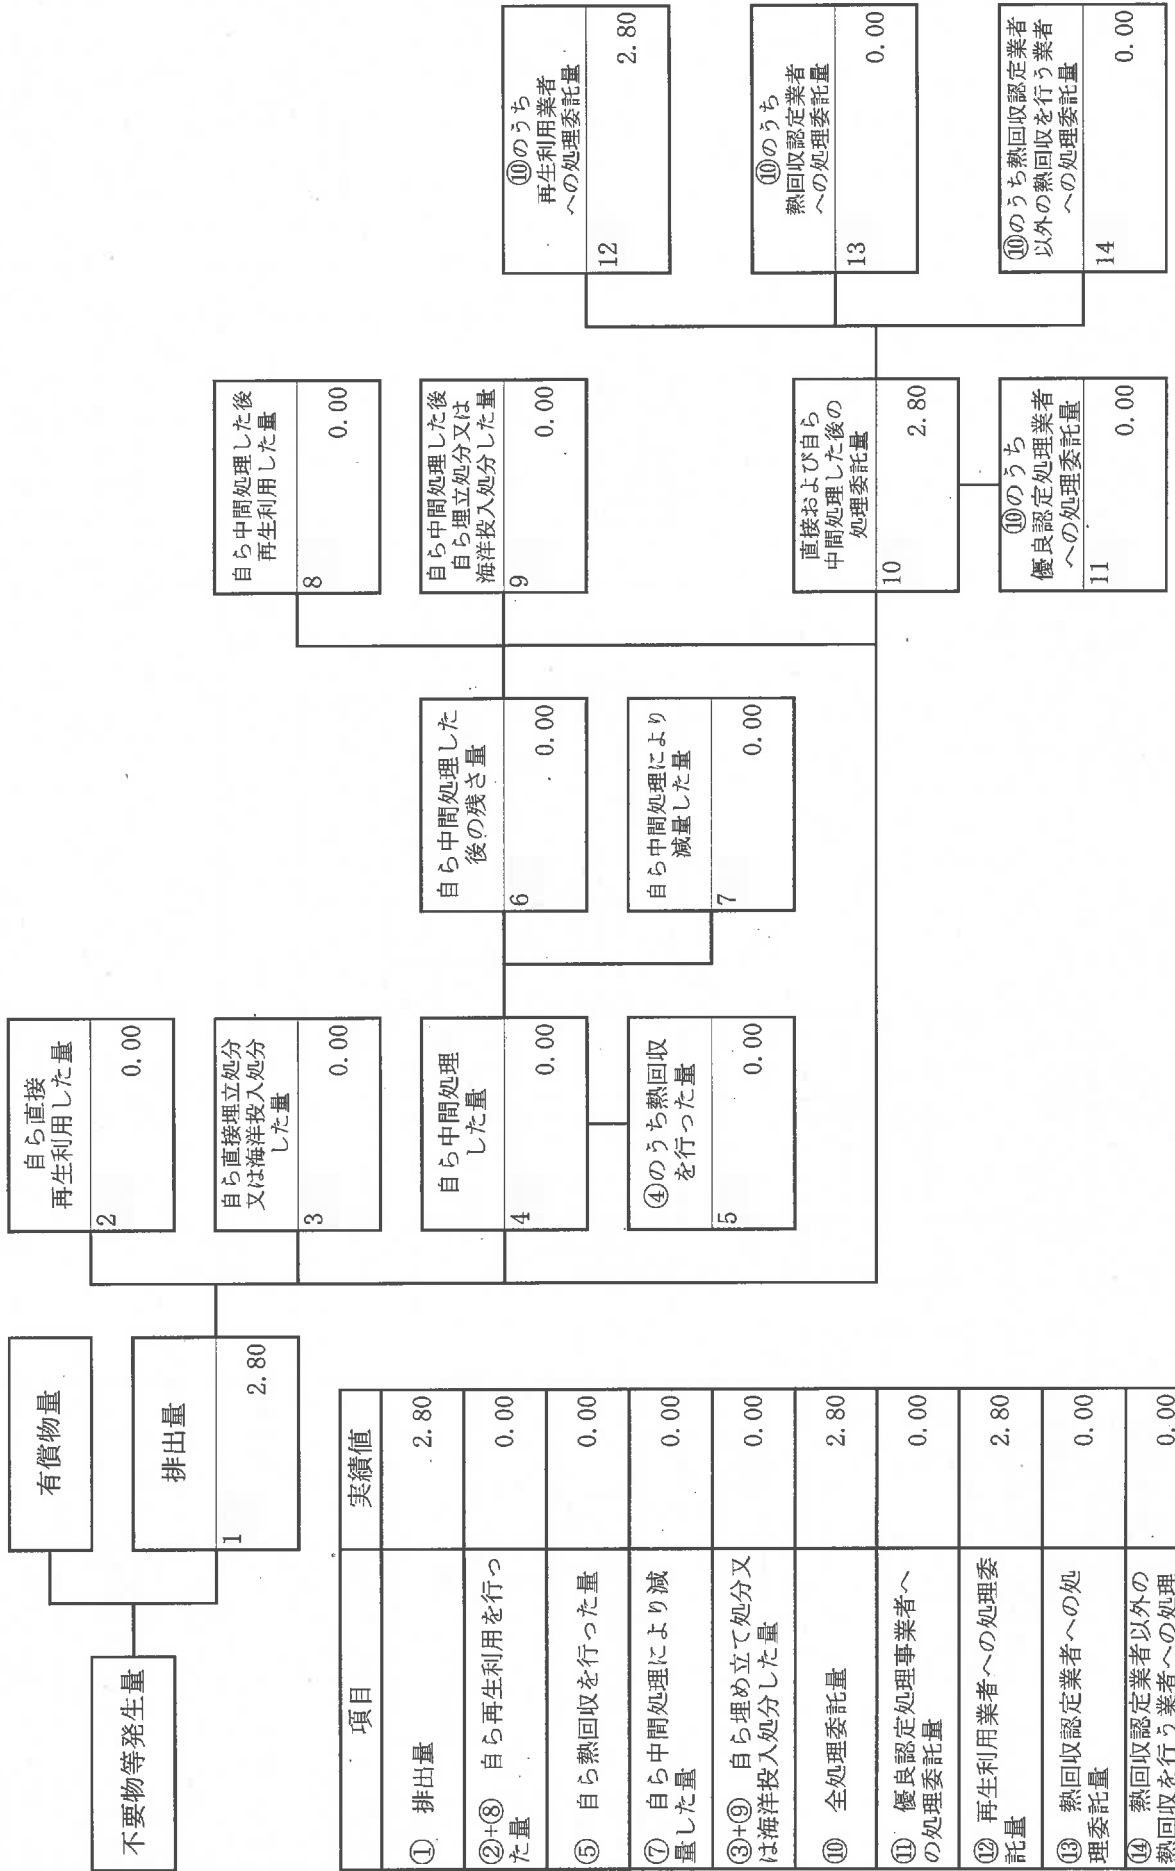 不要物等発生量
有償物量
排出量
1
2.80
自ら直接
再生利用した量
2
0.00
自ら直接埋立処分
又は海洋投入処分
した量
3
0.00
自ら中間処理
した量
4
0.00
④のうち熱回収
を行った量
5
0.00
自ら中間処理した
後の残さ量
6
0.00
自ら中間処理により
減量した量
7
0.00
自ら中間処理した後
再生利用した量
8
0.00
自ら中間処理した後
自ら埋立処分又は
海洋投入処分した量
9
0.00
直接および自ら
中間処理した後の
処理委託量
10
2.80
⑩のうち
優良認定処理業者
への処理委託量
11
0.00
⑩のうち
再生利用業者
への処理委託量
12
2.80
⑩のうち
熱回収認定業者
への処理委託量
13
0.00
⑩のうち熱回収認定業者
以外の熱回収を行う業者
への処理委託量
14
0.00
項目 実績値
① 排出量 2.80
②+⑧ 自ら再生利用を行っ
た量 0.00
⑤ 自ら熱回収を行った量 0.00
⑦ 自ら中間処理により減
量した量 0.00
③+⑨ 自ら埋め立て処分又
は海洋投入処分した量 0.00
⑩ 全処理委託量 2.80
⑪ 優良認定処理事業者へ
の処理委託量 0.00
⑫ 再生利用業者への処理委
託量 2.80
⑬ 熱回収認定業者への処
理委託量 0.00
⑭ 熱回収認定業者以外の
熱回収を行う業者への処理 0.00